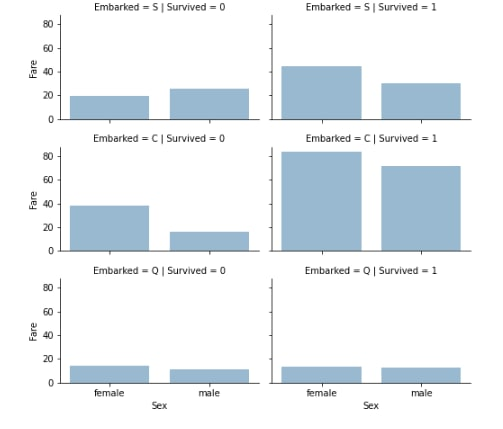 Embarked = S | Survived = 0
Embarked = S | Survived = 1
80
60
40
20
0
Fare
Embarked = C | Survived = 0
Embarked = C | Survived = 1
80
60
40
20
0
Fare
Embarked = Q | Survived = 0
Embarked = Q | Survived = 1
80
60
40
20
0
Fare
female
male
female
male
Sex
Sex